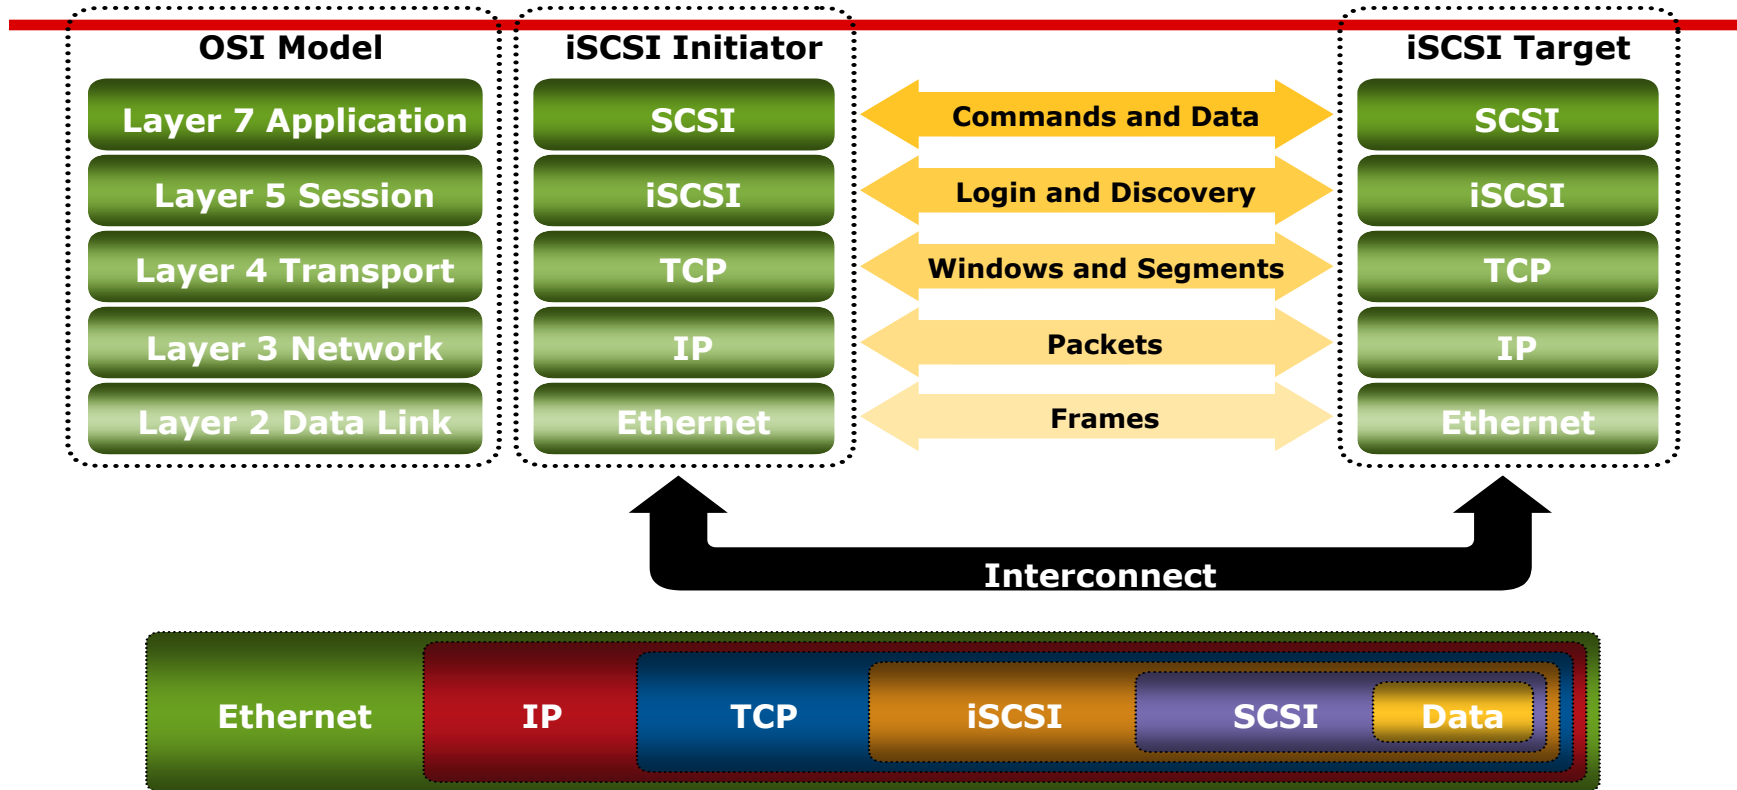 OSI Model
iSCSI Initiator
iSCSI Target
Layer 7 Application
SCSI
Commands and Data
SCSI
Layer 5 Session
iSCSI
Login and Discovery
iSCSI
Layer 4 Transport
TCP
Windows and Segments
TCP
Layer 3 Network
IP
Packets
IP
Layer 2 Data Link
Ethernet
Frames
Ethernet
Interconnect
Ethernet
IP
TCP
iSCSI
SCSI
Data